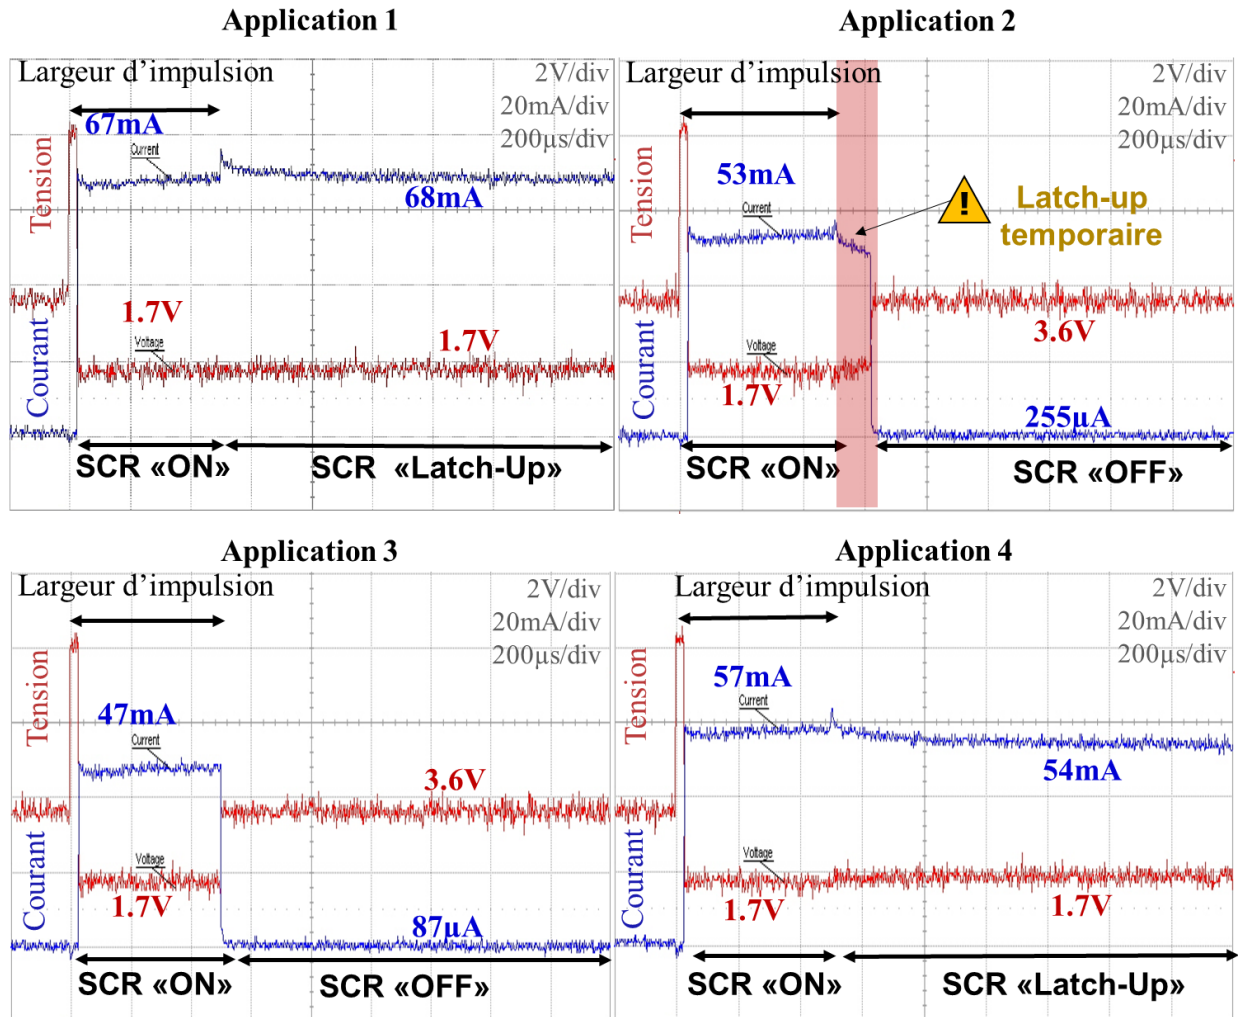 Application 1
Largeur d’impulsion
2V/div
20mA/div
200µs/div
67mA
Current
68mA
Tension
1.7V
Voltage
1.7V
Courant
SCR «ON»
SCR «Latch-Up»
Application 2
Largeur d’impulsion
2V/div
20mA/div
200µs/div
53mA
Current
!
Latch-up
temporaire
Tension
3.6V
Voltage
1.7V
Courant
255µA
SCR «ON»
SCR «OFF»
Application 3
Largeur d’impulsion
2V/div
20mA/div
200µs/div
Tension
47mA
Current
3.6V
Voltage
1.7V
Courant
87µA
SCR «ON»
SCR «OFF»
Application 4
Largeur d’impulsion
2V/div
20mA/div
200µs/div
Tension
57mA
Current
54mA
Voltage
1.7V
1.7V
Courant
SCR «ON»
SCR «Latch-Up»